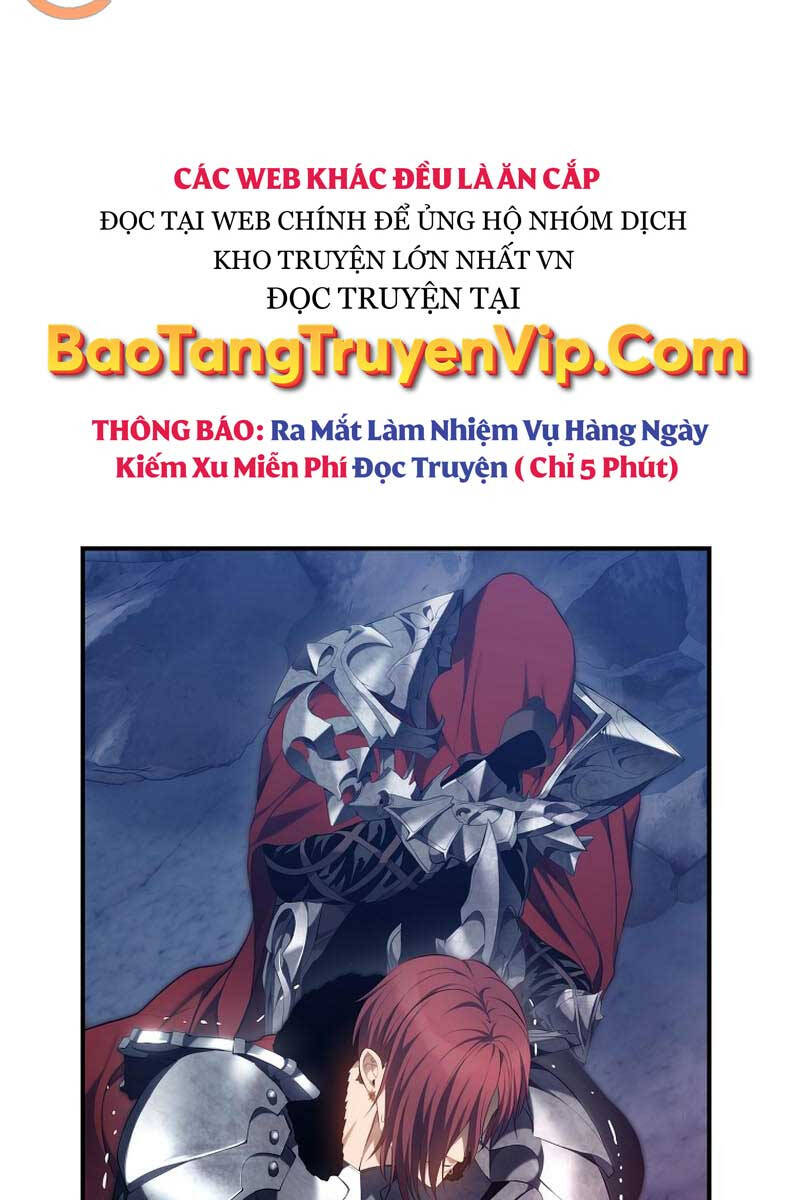 CÁC WEB KHÁC ĐỀU LÀ ĂN CẮP
ĐỌC TẠI WEB CHÍNH ĐỂ ỦNG HỘ NHÓM DỊCH
KHO TRUYỆN LỚN NHẤT VN
ĐỌC TRUYỆN TẠI
BaoTangTruyenVip.Com
THÔNG BÁO: Ra Mắt Làm Nhiệm Vụ Hàng Ngày
Kiếm Xu Miễn Phí Đọc Truyện ( Chỉ 5 Phút)